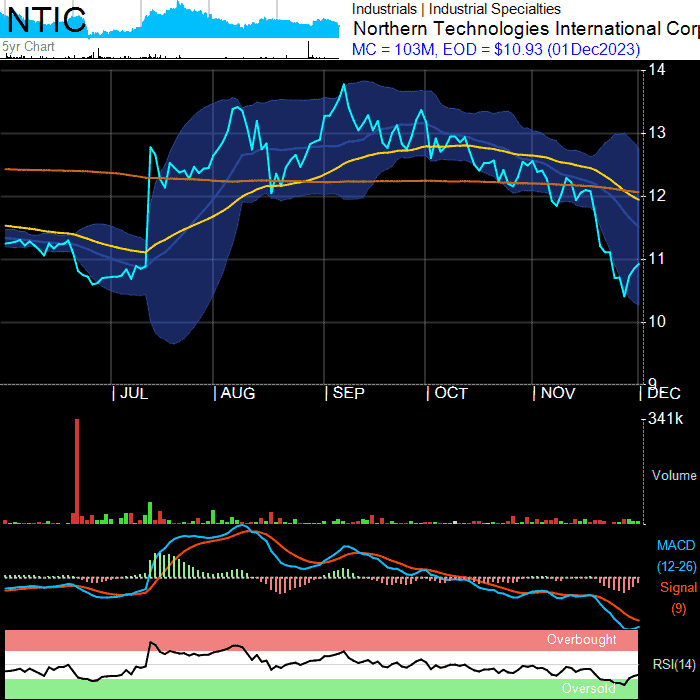 NTIC
5yr Chart
Industrials | Industrial Specialties
Northern Technologies International Corp
MC = 103M, EOD = $10.93 (01Dec2023)
14
13
12
11
10
9
JUL
AUG
SEP
OCT
NOV
DEC
341k
Volume
MACD
(12-26)
Signal
(9)
Overbought
RSI(14)
Oversold